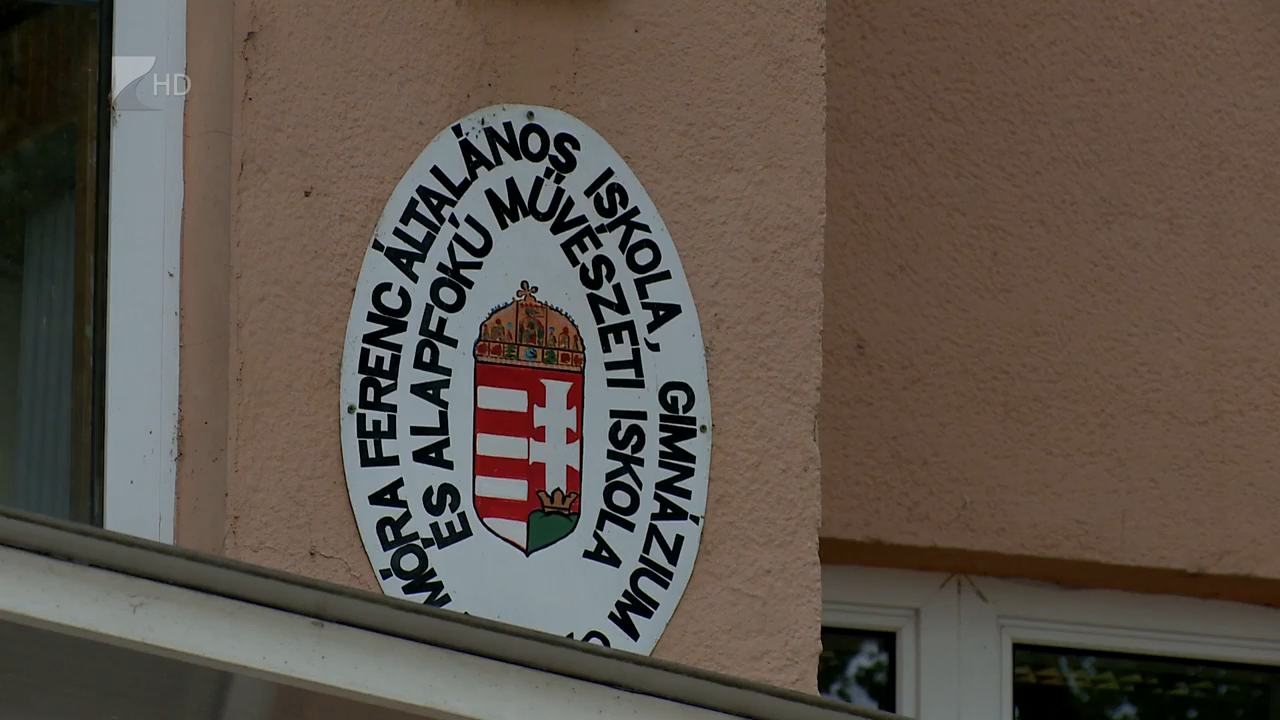 HD
MÓRA FERENC ÁLTALÁNOS ISKOLA, GIMNÁZIUM
ÉS ALAPFOKÚ MŰVÉSZETI ISKOLA